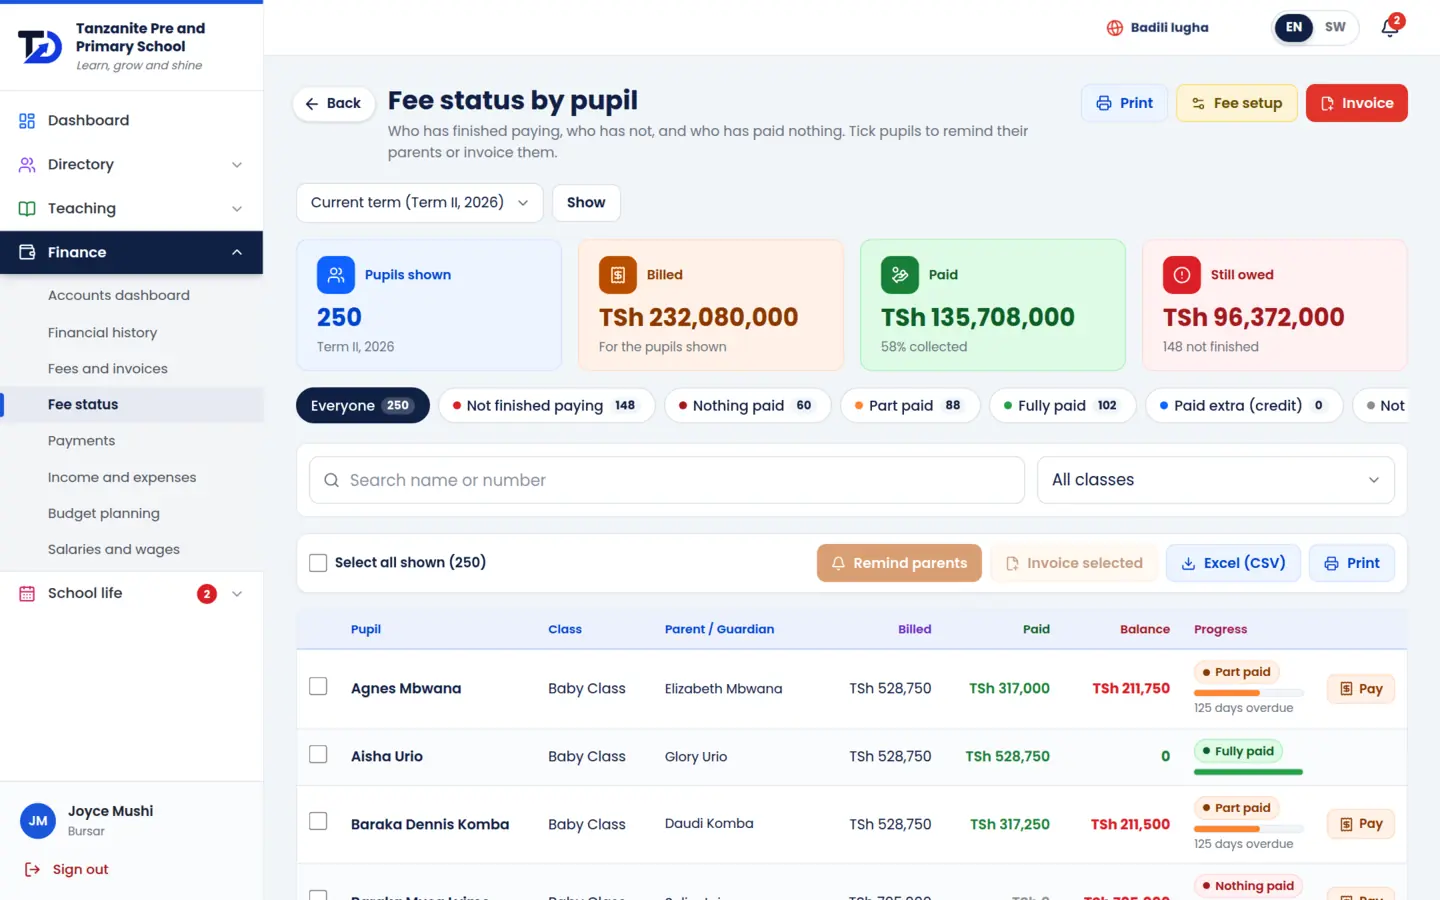 Tanzanite Pre and
Primary School
Learn, grow and shine
Badili lugha
EN
SW
2
Dashboard
Directory
Teaching
Finance
Accounts dashboard
Financial history
Fees and invoices
Fee status
Payments
Income and expenses
Budget planning
Salaries and wages
School life
2
JM
Joyce Mushi
Bursar
Sign out
Back
Fee status by pupil
Who has finished paying, who has not, and who has paid nothing. Tick pupils to remind their
parents or invoice them.
Print
Fee setup
Invoice
Current term (Term II, 2026)
Show
Pupils shown
250
Term II, 2026
Billed
TSh 232,080,000
For the pupils shown
Paid
TSh 135,708,000
58% collected
Still owed
TSh 96,372,000
148 not finished
Everyone 250
Not finished paying 148
Nothing paid 60
Part paid 88
Fully paid 102
Paid extra (credit) 0
Not
Search name or number
All classes
Select all shown (250)
Remind parents
Invoice selected
Excel (CSV)
Print
Pupil Class Parent / Guardian Billed Paid Balance Progress
Agnes Mbwana Baby Class Elizabeth Mbwana TSh 528,750 TSh 317,000 TSh 211,750 Part paid Pay
125 days overdue
Aisha Urio Baby Class Glory Urio TSh 528,750 TSh 528,750 0 Fully paid
Baraka Dennis Komba Baby Class Daudi Komba TSh 528,750 TSh 317,250 TSh 211,500 Part paid Pay
125 days overdue
Nothing paid